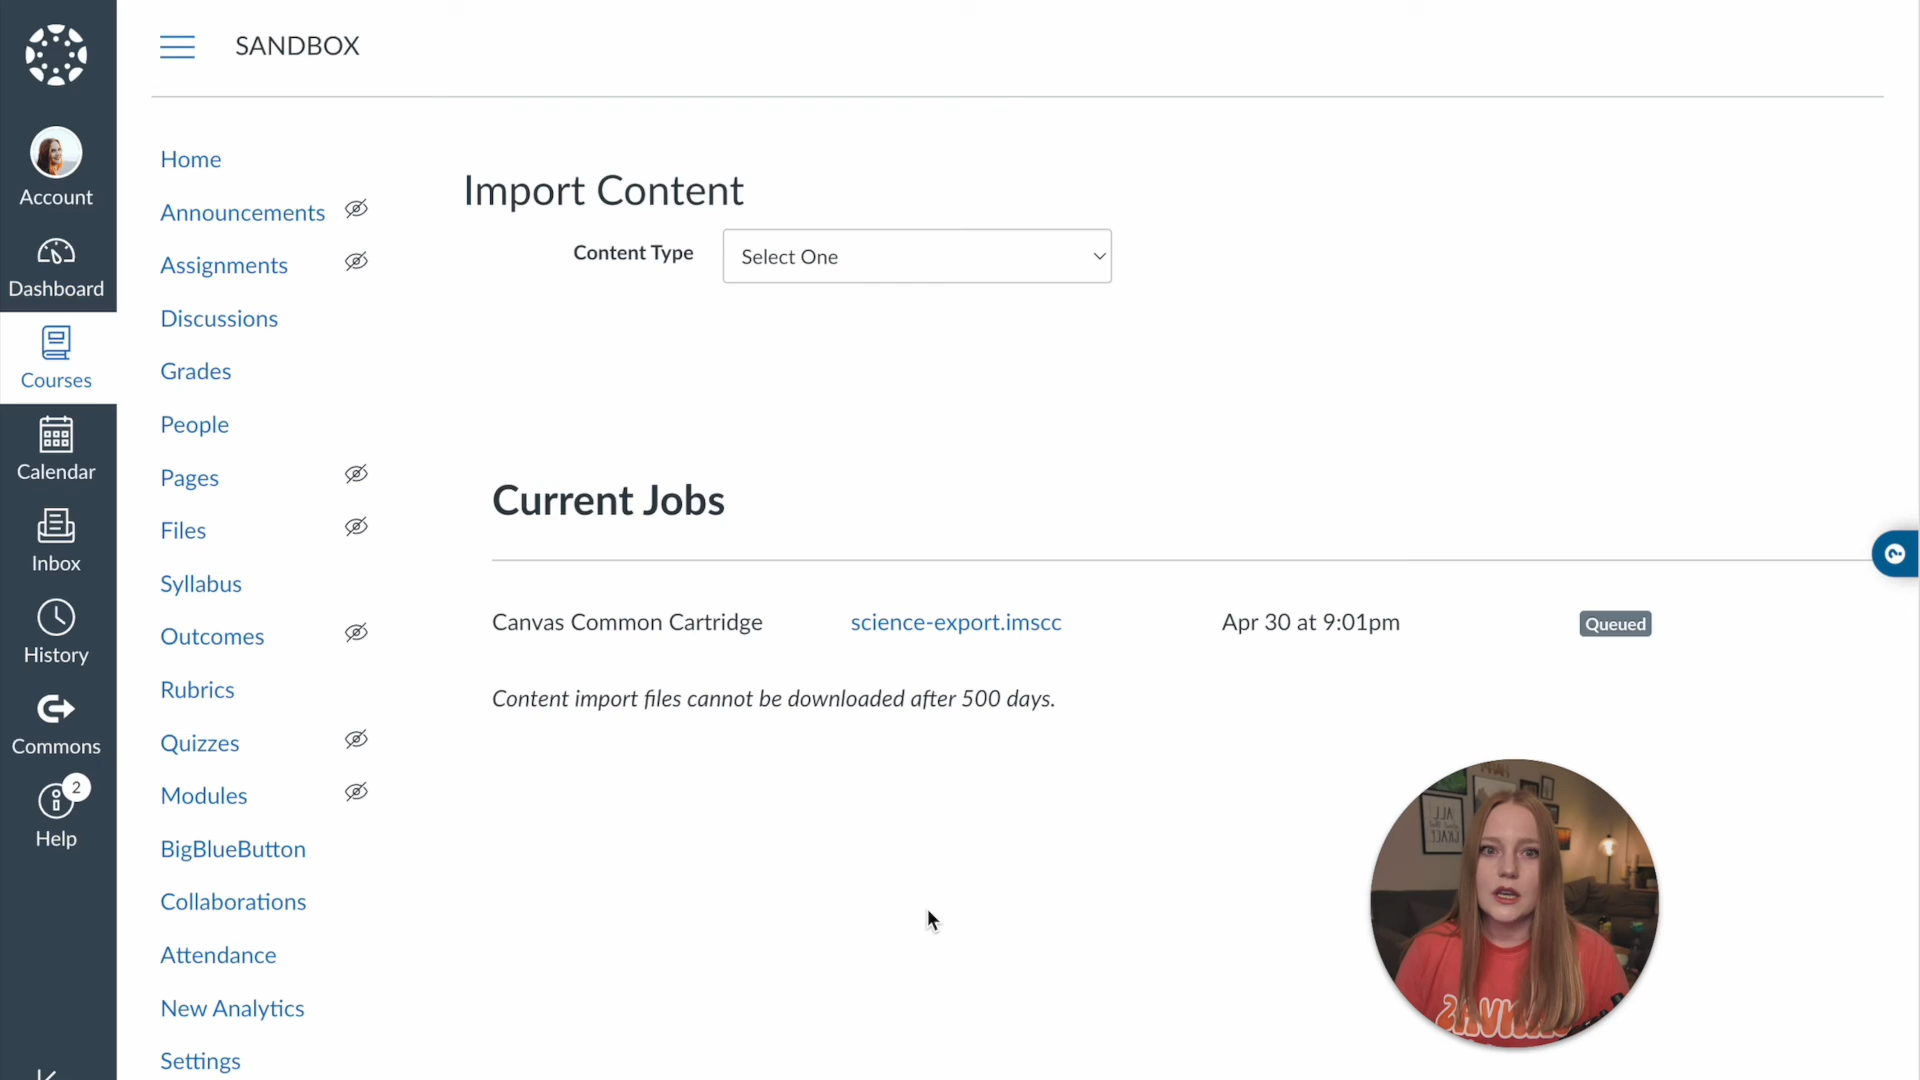 SANDBOX
Account
Dashboard
Courses
Calendar
Inbox
History
Commons
2
Help
Home
Announcements
Assignments
Discussions
Grades
People
Pages
Files
Syllabus
Outcomes
Rubrics
Quizzes
Modules
BigBlueButton
Collaborations
Attendance
New Analytics
Settings
Import Content
Content Type Select One
Current Jobs
Canvas Common Cartridge science-export.imscc Apr 30 at 9:01pm Queued
Content import files cannot be downloaded after 500 days.